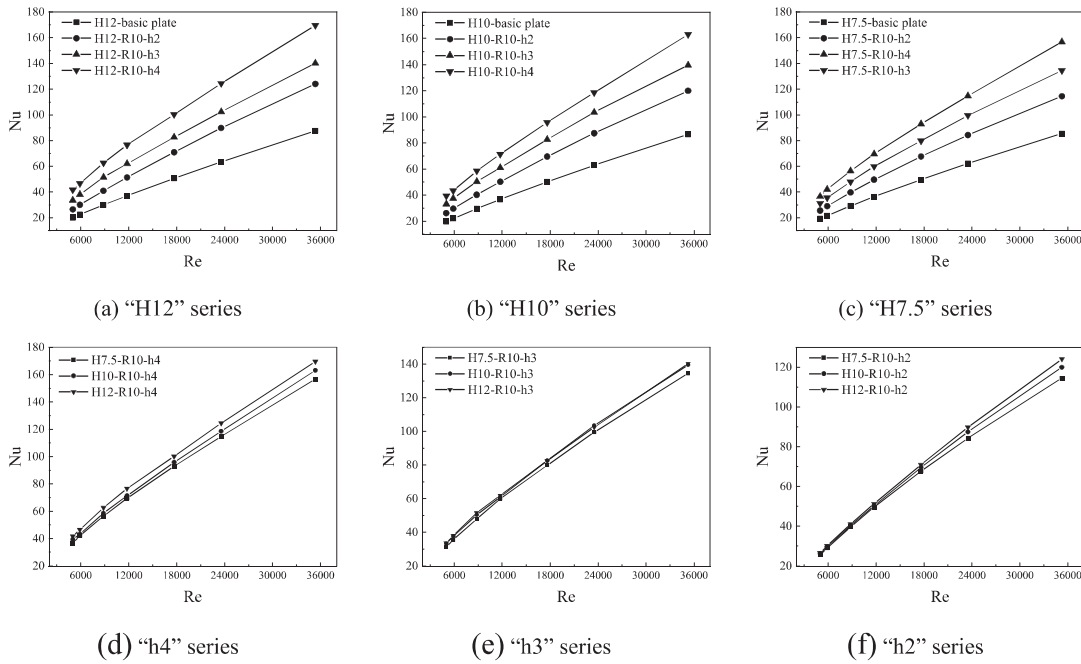 180
160
140
120
100
80
60
40
20
Nu
H12-basic plate
H12-R10-h2
H12-R10-h3
H12-R10-h4
6000 12000 18000 24000 30000 36000
Re
(a) “H12” series
180
160
140
120
100
80
60
40
20
Nu
H10-basic plate
H10-R10-h2
H10-R10-h3
H10-R10-h4
6000 12000 18000 24000 30000 36000
Re
(b) “H10” series
180
160
140
120
100
80
60
40
20
Nu
H7.5-basic plate
H7.5-R10-h2
H7.5-R10-h4
H7.5-R10-h3
6000 12000 18000 24000 30000 36000
Re
(c) “H7.5” series
180
160
140
120
100
80
60
40
20
Nu
H7.5-R10-h4
H10-R10-h4
H12-R10-h4
6000 12000 18000 24000 30000 36000
Re
(d) “h4” series
140
120
100
80
60
40
20
Nu
H7.5-R10-h3
H10-R10-h3
H12-R10-h3
6000 12000 18000 24000 30000 36000
Re
(e) “h3” series
120
100
80
60
40
20
Nu
H7.5-R10-h2
H10-R10-h2
H12-R10-h2
6000 12000 18000 24000 30000 36000
Re
(f) “h2” series